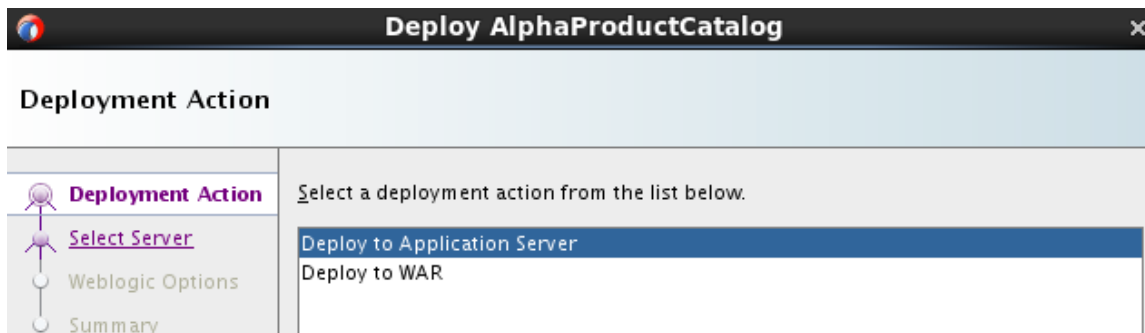 Deploy AlphaProductCatalog
Deployment Action
Deployment Action
Select a deployment action from the list below.
Select Server
Deploy to Application Server
Weblogic Options
Deploy to WAR
Summary